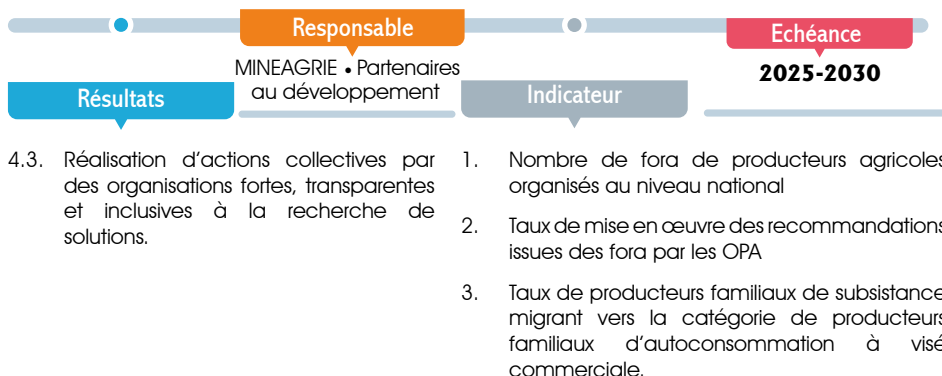 Responsable
Echéance
MINEAGRIE • Partenaires
au développement
2025-2030
Résultats
Indicateur
4.3. Réalisation d'actions collectives par
des organisations fortes, transparentes
et inclusives à la recherche de
solutions.
1. Nombre de fora de producteurs agricoles
organisés au niveau national
2. Taux de mise en œuvre des recommandations
issues des fora par les OPA
3. Taux de producteurs familiaux de subsistance
migrant vers la catégorie de producteurs
familiaux d'autoconsommation à visé
commerciale.